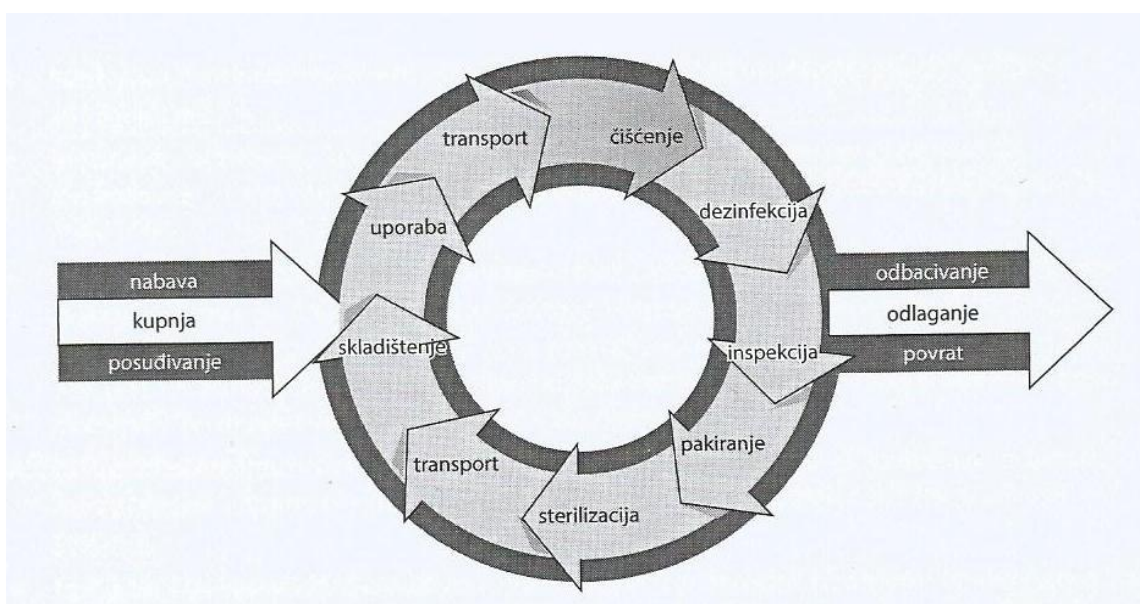 nabava
kupnja
posuđivanje
transport
čišćenje
dezinfekcija
inspekcija
pakiranje
sterilizacija
transport
skladištenje
uporaba
odbacivanje
odlaganje
povrat